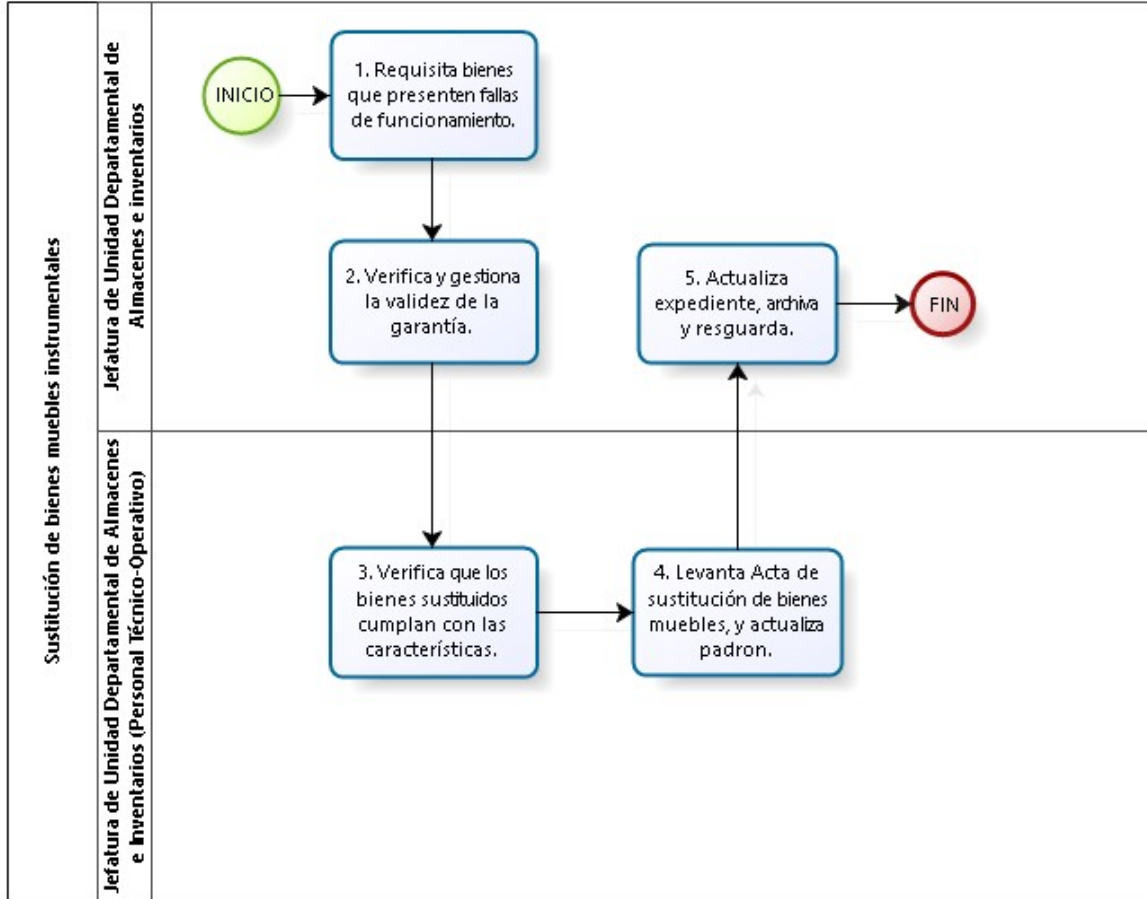 Sustitución de bienes muebles instrumentales
Jefatura de Unidad Departamental de
Almacenes e inventarios
INICIO
1. Requisita bienes
que presenten fallas
de funcionamiento.
2. Verifica y gestiona
la validez de la
garantía.
5. Actualiza
expediente, archiva
y resguarda.
FIN
Jefatura de Unidad Departamental de Almacenes
e Inventarios (Personal Técnico-Operativo)
3. Verifica que los
bienes sustituidos
cumplan con las
características.
4. Levanta Acta de
sustitución de bienes
muebles, y actualiza
padron.